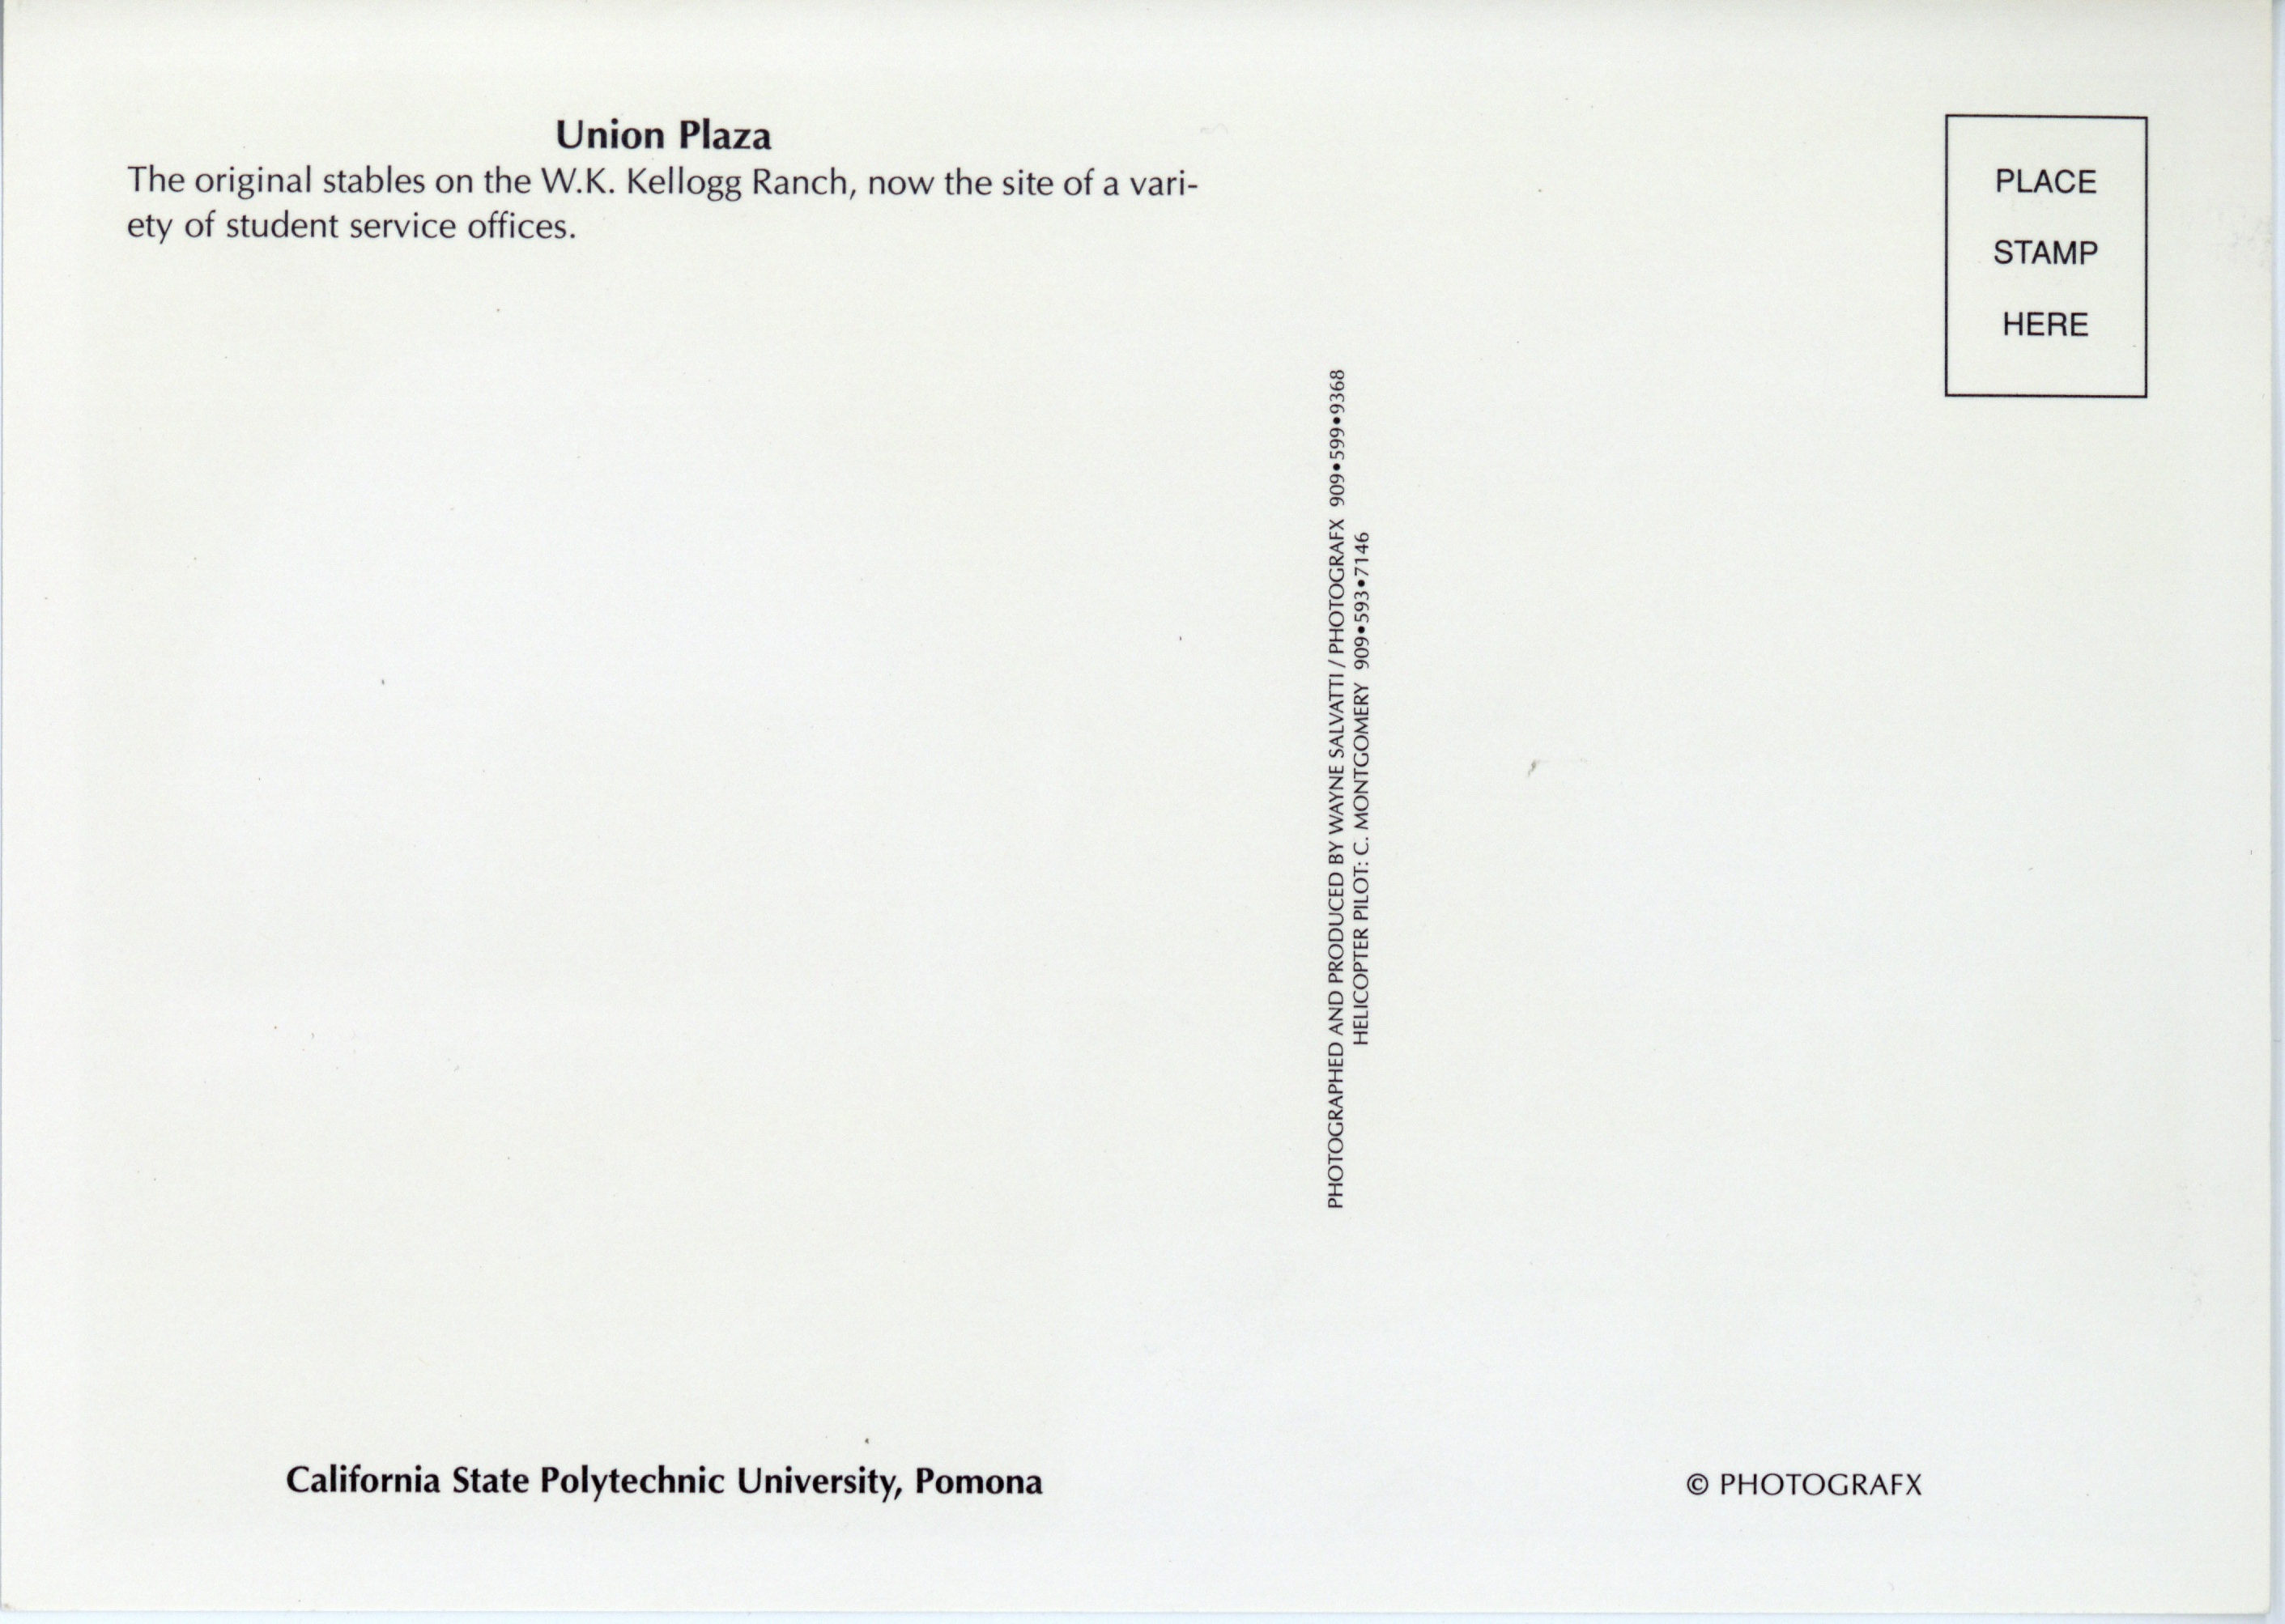 Union Plaza
The original stables on the W.K. Kellogg Ranch, now the site of a vari-
ety of student service offices.
PLACE
STAMP
HERE
PHOTOGRAPHED AND PRODUCED BY WAYNE SALVATTI / PHOTOGRAFX 909•599•9368
HELICOPTER PILOT: C. MONTGOMERY 909•593•7146
California State Polytechnic University, Pomona
© PHOTOGRAFX